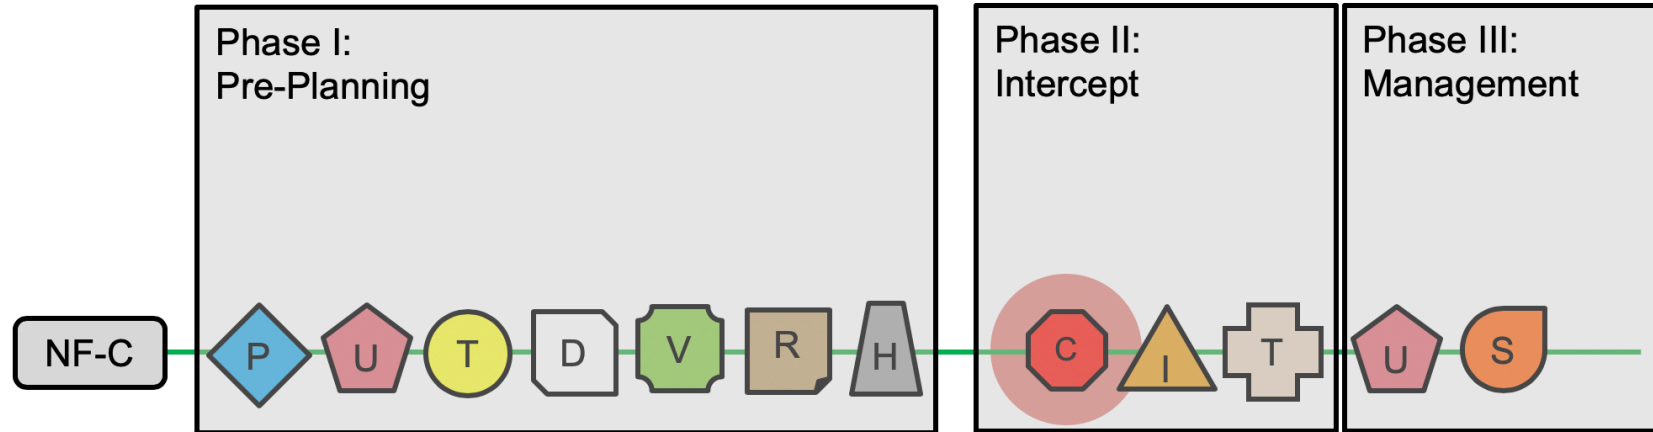 Phase I:
Pre-Planning
Phase II:
Intercept
Phase III:
Management
NF-C
P
U
T
D
V
R
H
C
I
T
U
S